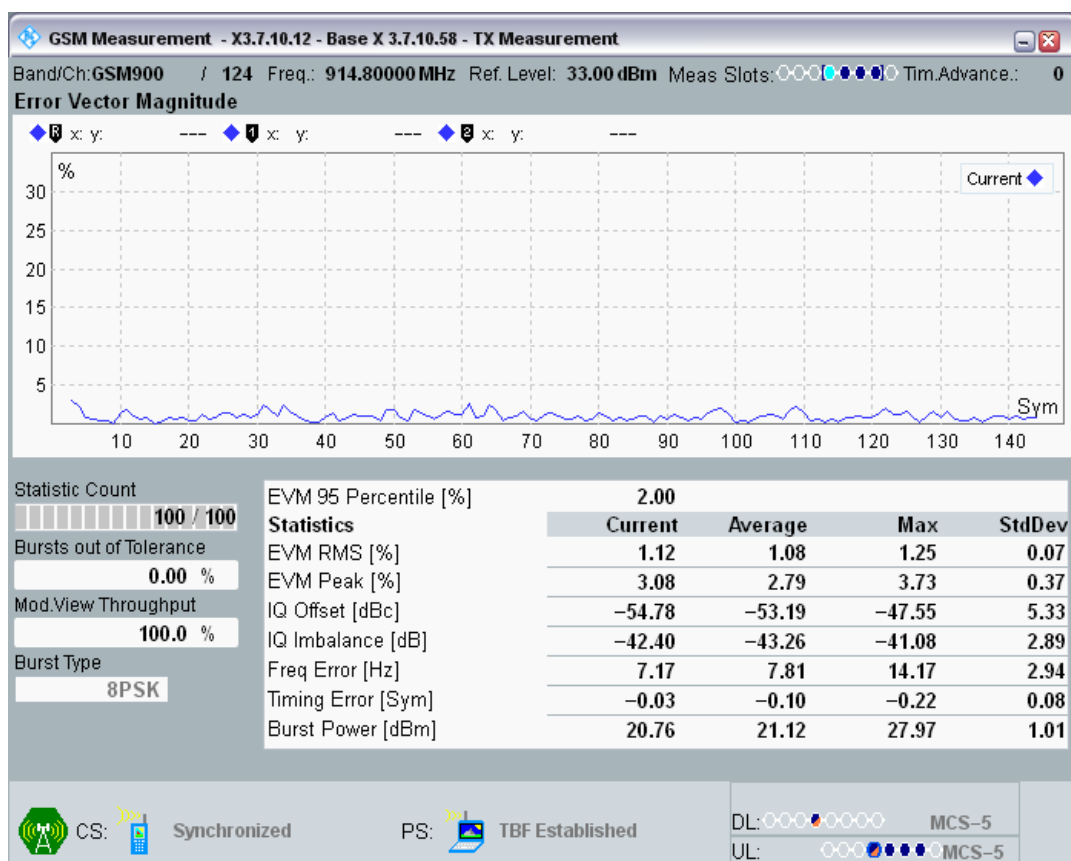 GSM Measurement - X3.7.10.12 - Base X 3.7.10.58 - TX Measurement
Band/Ch:GSM900 / 124 Freq.: 914.80000 MHz Ref. Level: 33.00 dBm Meas Slots: Tim.Advance.: 0
Error Vector Magnitude
R x: y: --- 1 x: y: --- 2 x: y: ---
%
Current
30
25
20
15
10
5
Sym
10 20 30 40 50 60 70 80 90 100 110 120 130 140
Statistic Count
100 / 100
Bursts out of Tolerance
0.00 %
Mod.View Throughput
100.0 %
Burst Type
8PSK
EVM 95 Percentile [%] 2.00
Statistics Current Average Max StdDev
EVM RMS [%] 1.12 1.08 1.25 0.07
EVM Peak [%] 3.08 2.79 3.73 0.37
IQ Offset [dBc] −54.78 −53.19 −47.55 5.33
IQ Imbalance [dB] −42.40 −43.26 −41.08 2.89
Freq Error [Hz] 7.17 7.81 14.17 2.94
Timing Error [Sym] −0.03 −0.10 −0.22 0.08
Burst Power [dBm] 20.76 21.12 27.97 1.01
CS: Synchronized PS: TBF Established
DL: MCS−5
UL: MCS−5